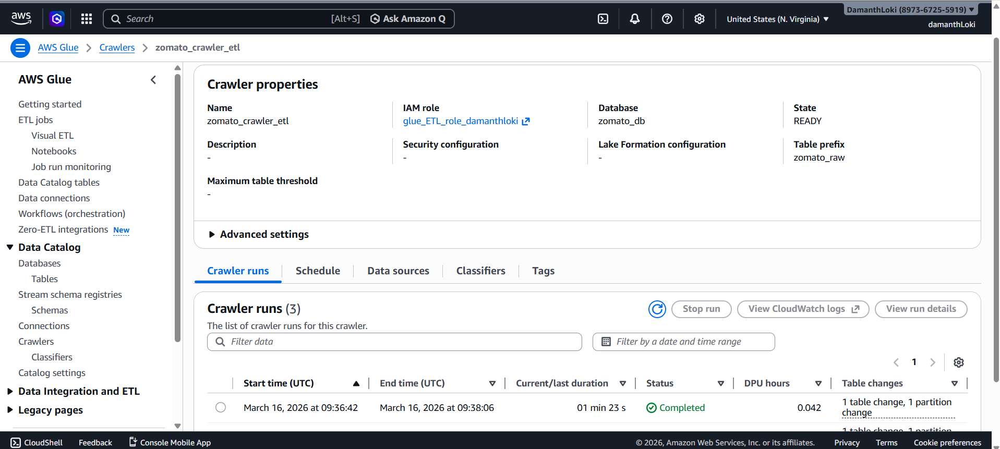 aws
Search [Alt+S] Ask Amazon Q
United States (N. Virginia)
DamanthLoki (8973-6725-5919)
damanthLoki
AWS Glue > Crawlers > zomato_crawler_etl
AWS Glue
Getting started
ETL jobs
Visual ETL
Notebooks
Job run monitoring
Data Catalog tables
Data connections
Workflows (orchestration)
Zero-ETL integrations New
Data Catalog
Databases
Tables
Stream schema registries
Schemas
Connections
Crawlers
Classifiers
Catalog settings
Data Integration and ETL
Legacy pages
Crawler properties
Name
zomato_crawler_etl
IAM role
glue_ETL_role_damanthloki
Database
zomato_db
State
READY
Description
-
Security configuration
-
Lake Formation configuration
-
Table prefix
zomato_raw
Maximum table threshold
-
Advanced settings
Crawler runs Schedule Data sources Classifiers Tags
Crawler runs (3)
The list of crawler runs for this crawler.
Stop run View CloudWatch logs View run details
Filter data
Filter by a date and time range
1
Start time (UTC) End time (UTC) Current/last duration Status DPU hours Table changes
March 16, 2026 at 09:36:42 March 16, 2026 at 09:38:06 01 min 23 s Completed 0.042 1 table change, 1 partition
change
1 table change, 1 partition
CloudShell Feedback Console Mobile App
© 2026, Amazon Web Services, Inc. or its affiliates. Privacy Terms Cookie preferences